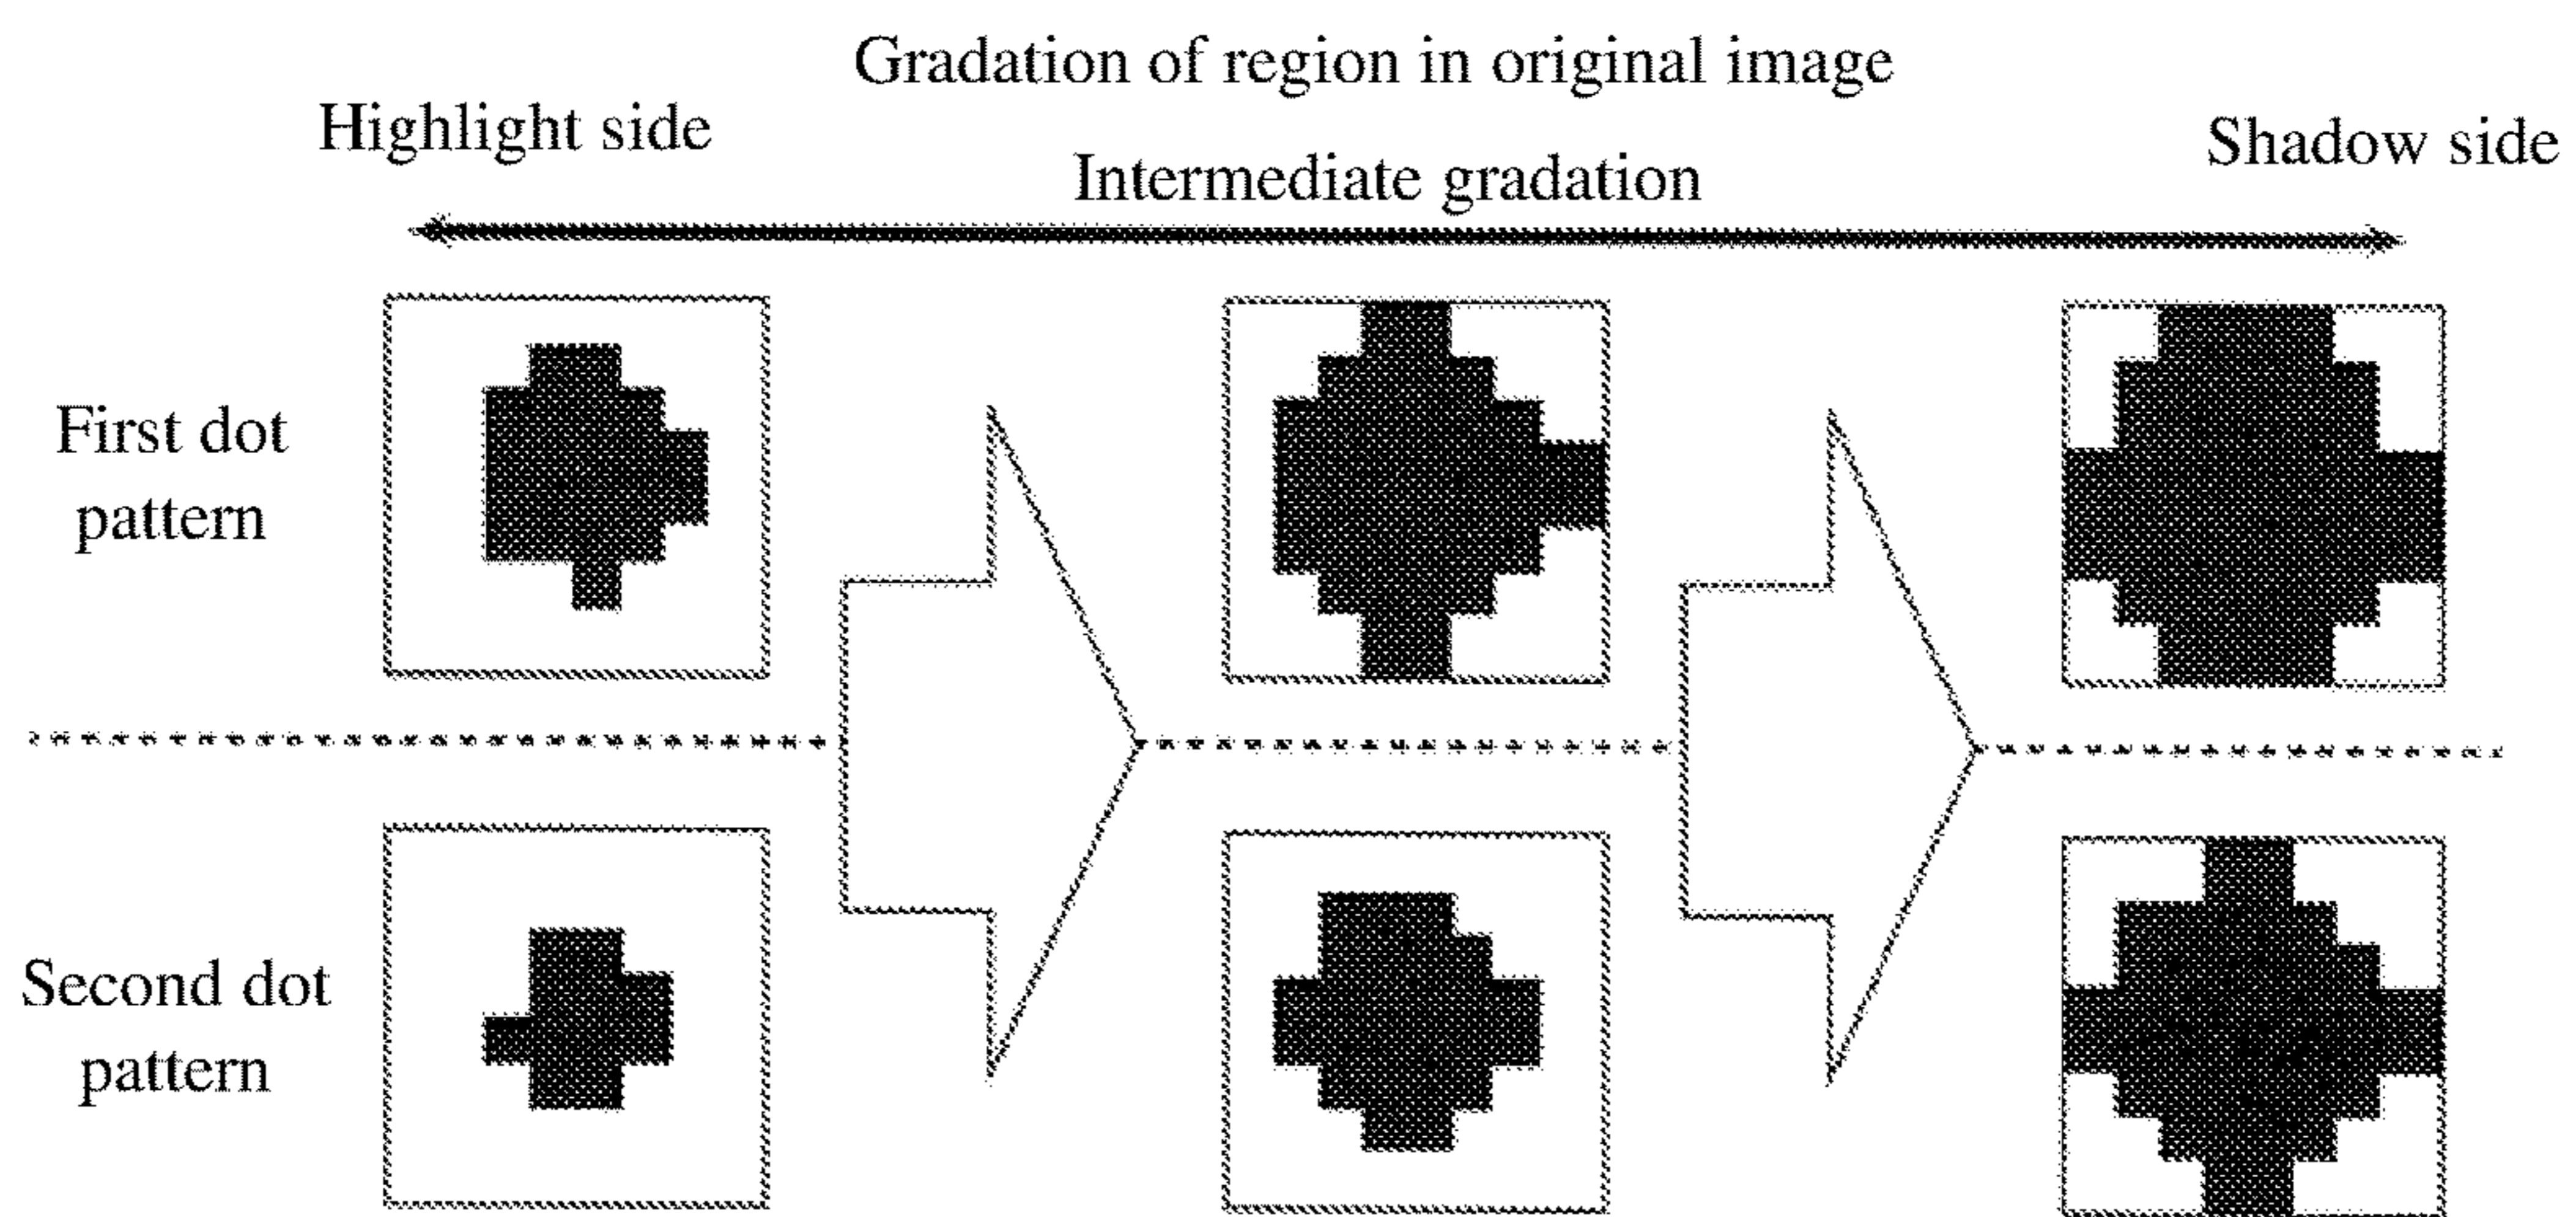 Gradation of region in original image
Highlight side
Intermediate gradation
Shadow side
First dot
pattern
Second dot
pattern